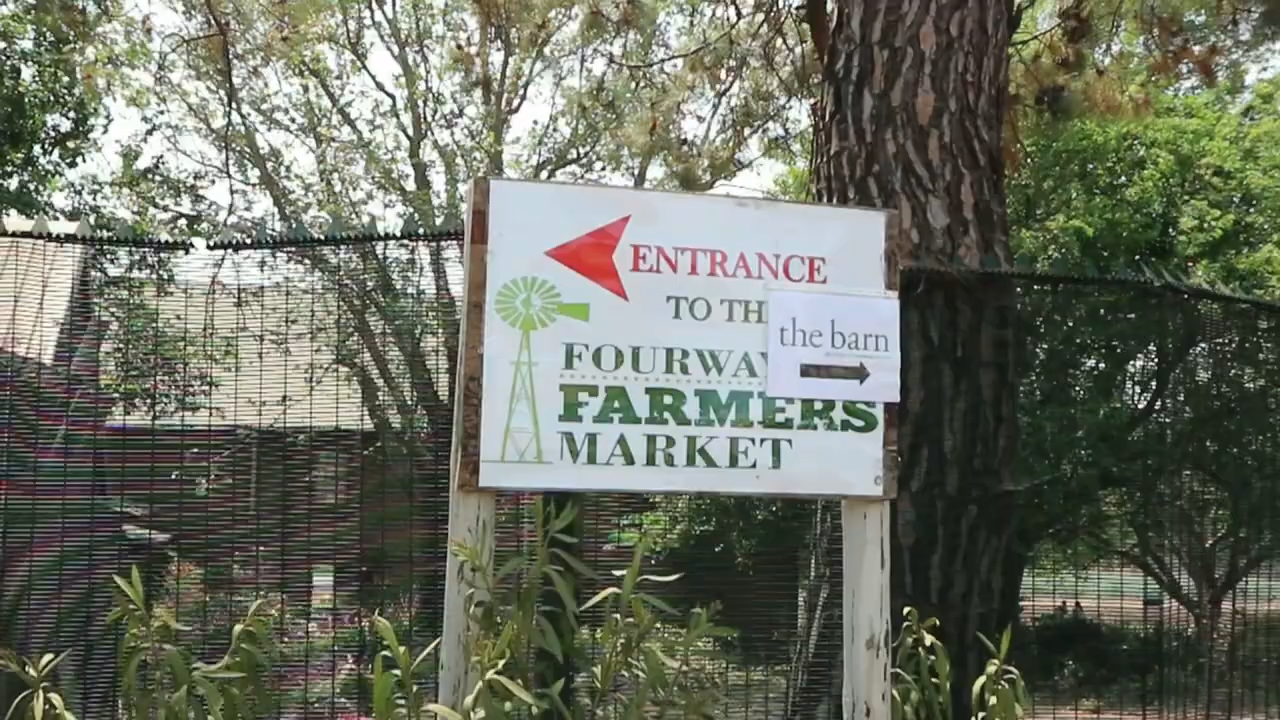 ENTRANCE
TO TH
the barn
FOURWAY
FARMERS
MARKET